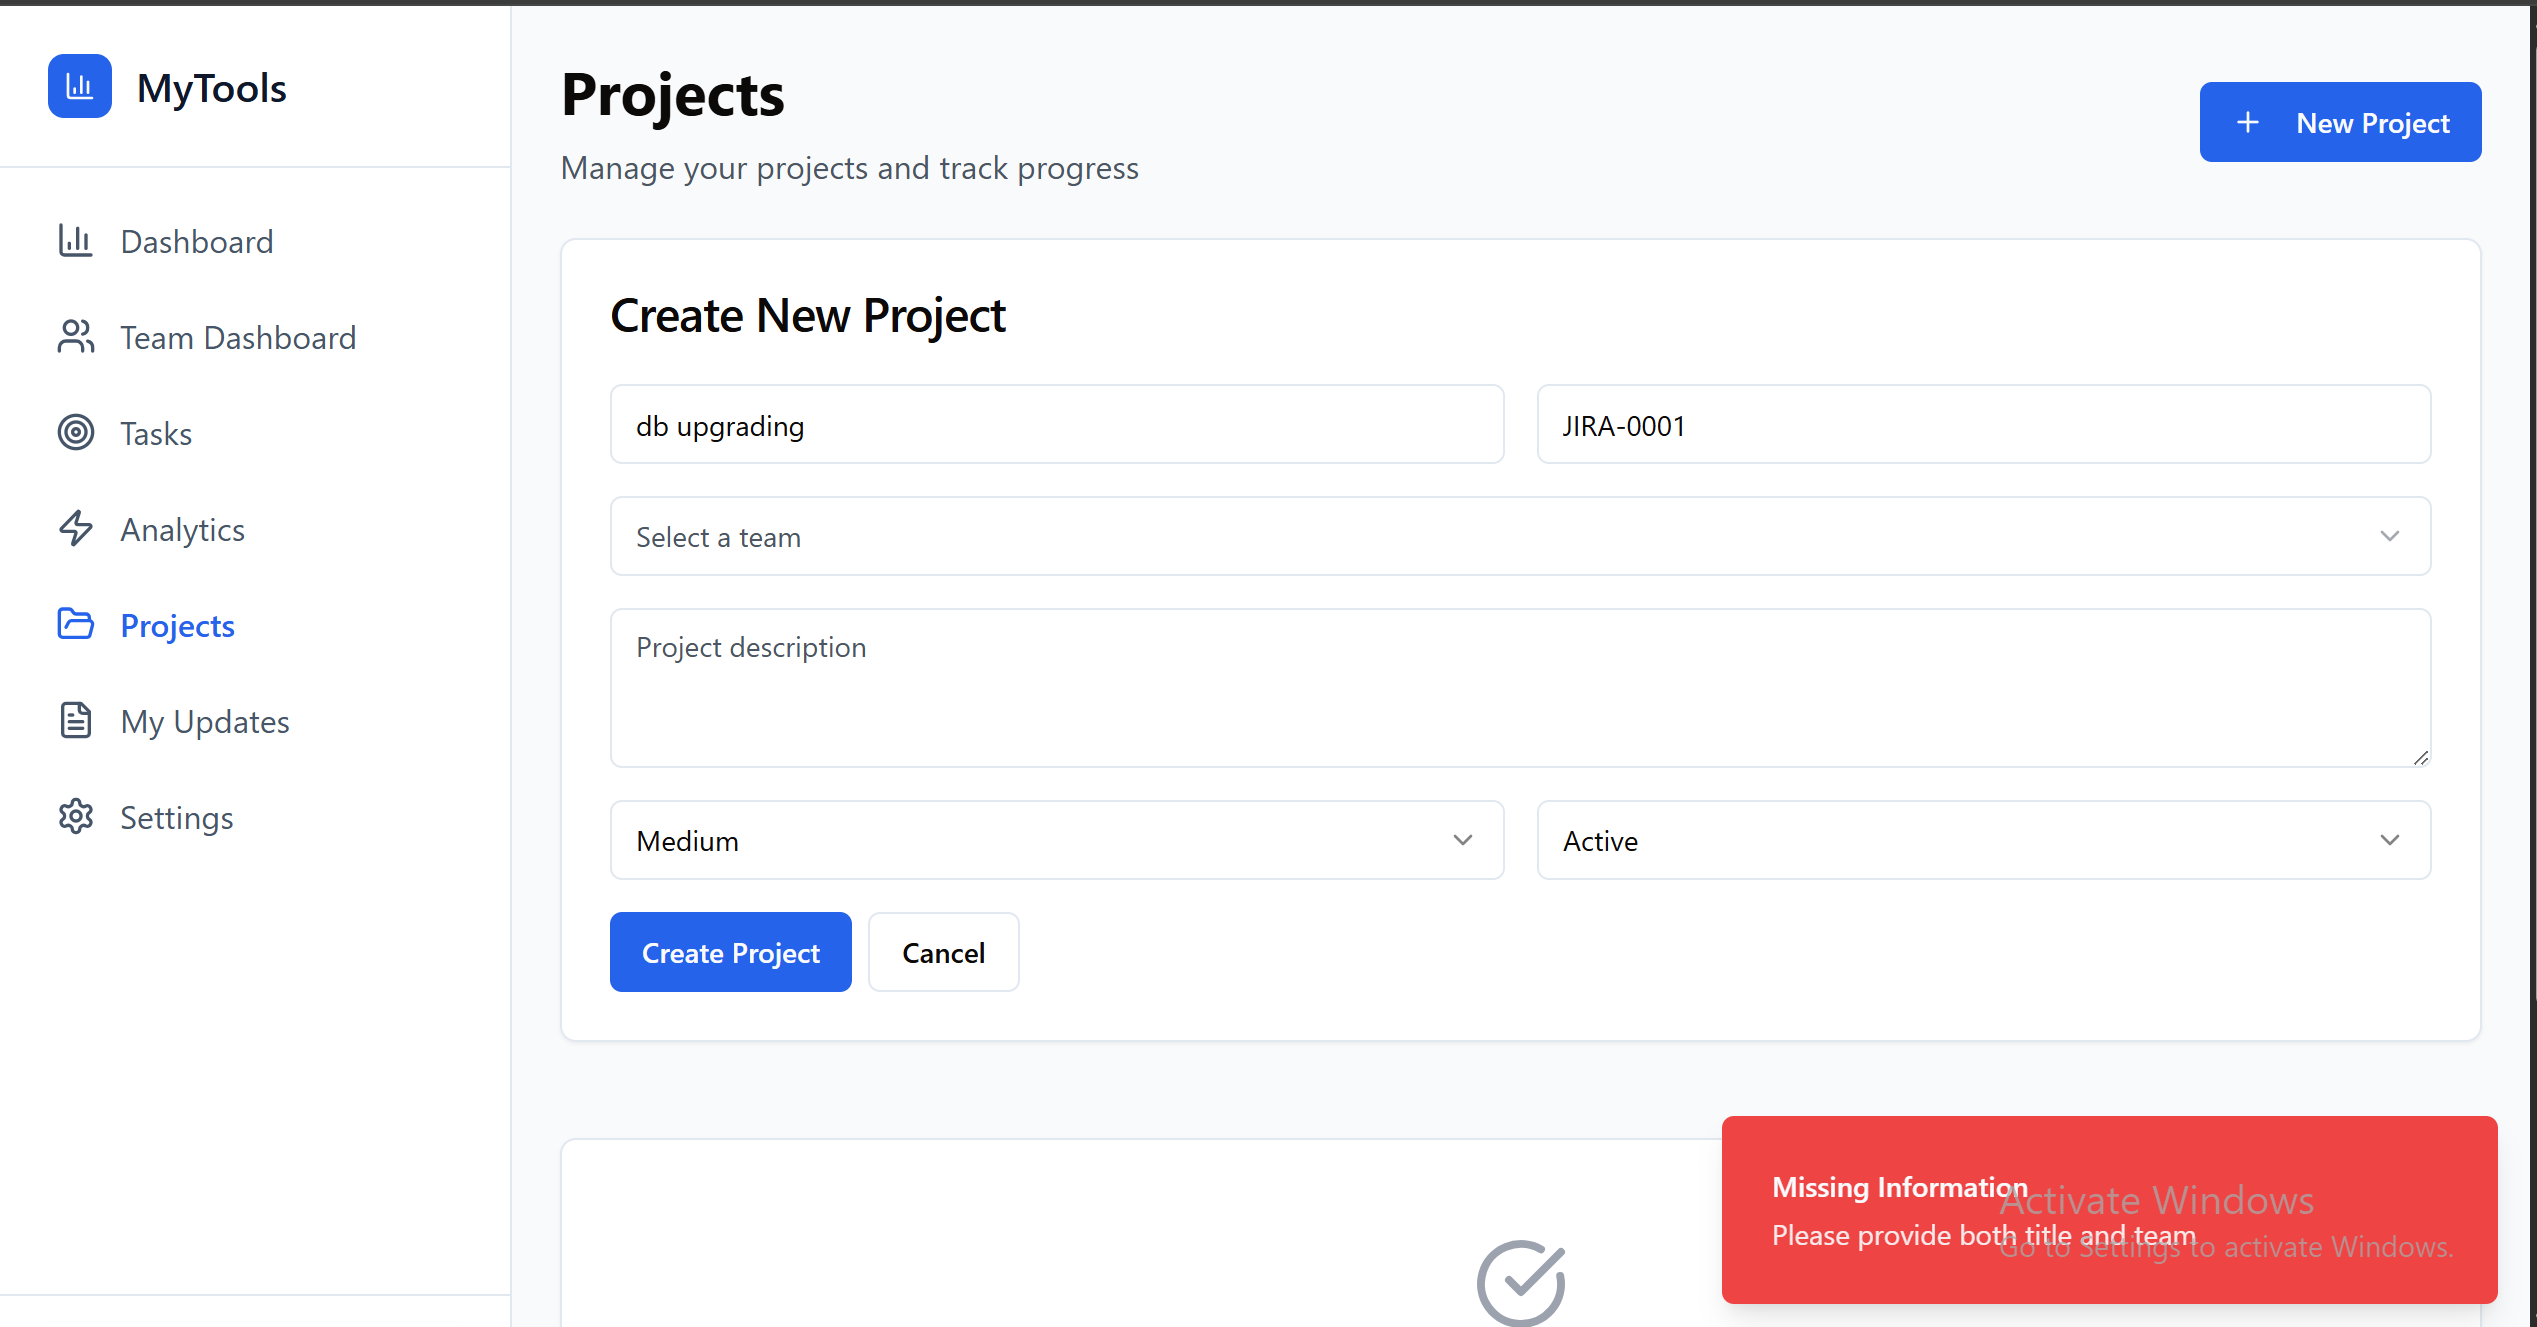 MyTools
Dashboard
Team Dashboard
Tasks
Analytics
Projects
My Updates
Settings
Projects
Manage your projects and track progress
New Project
Create New Project
db upgrading
JIRA-0001
Select a team
Project description
Medium
Active
Create Project
Cancel
Missing Information
Please provide both title and team
Activate Windows
Go to Settings to activate Windows.